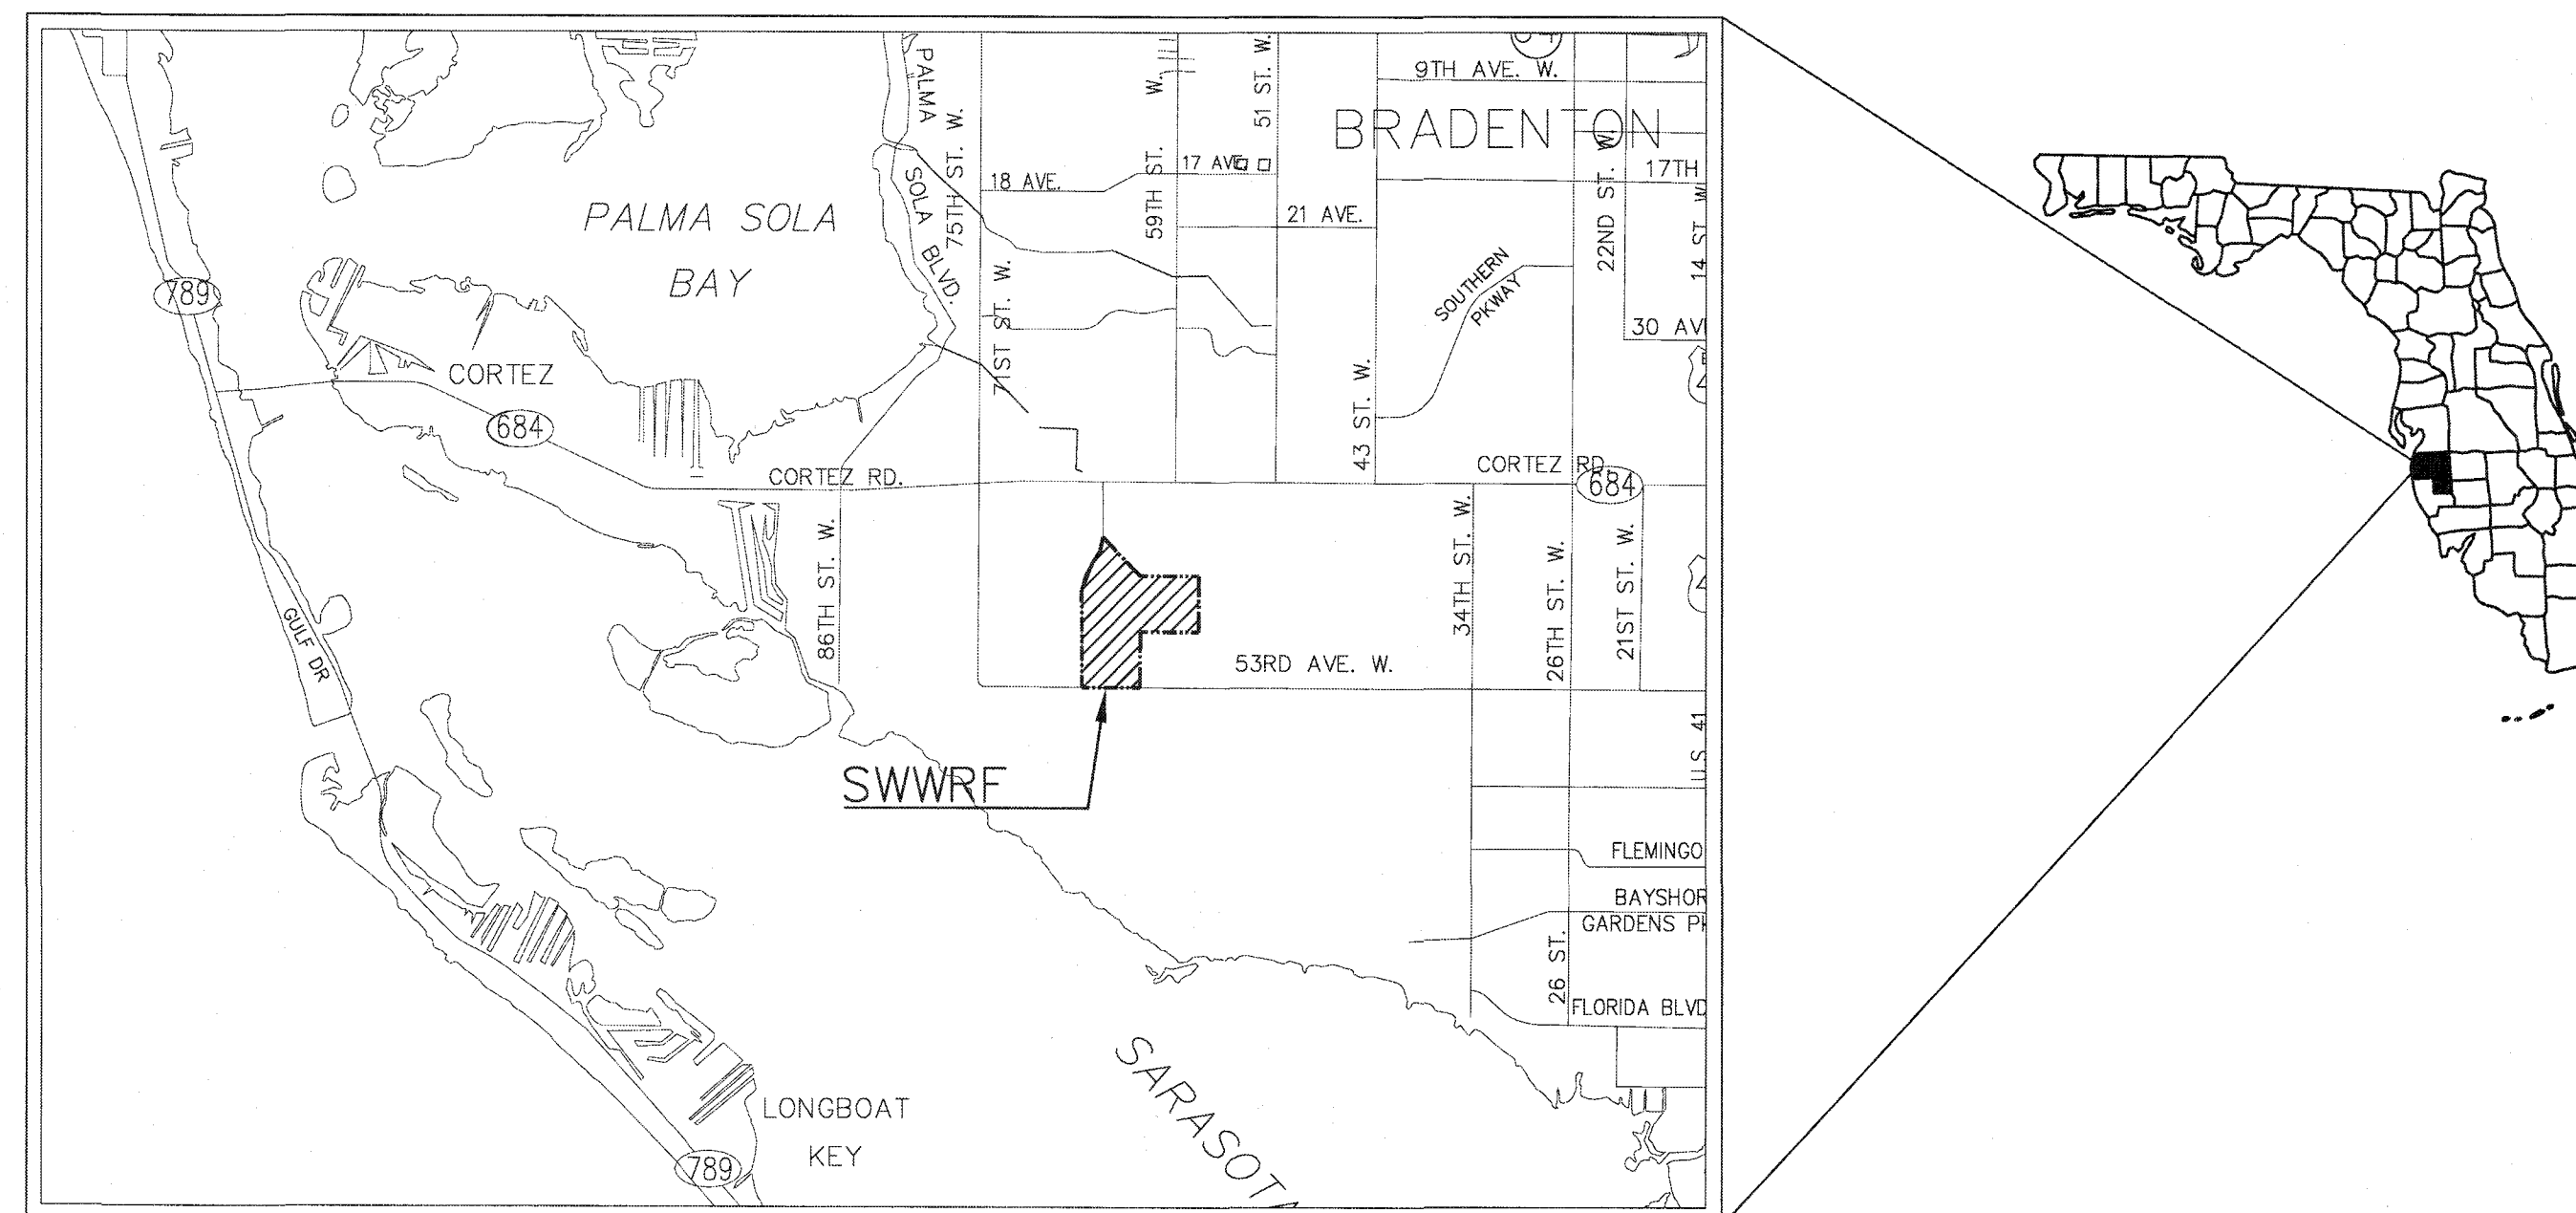 PALMA
SOLA BLVD.
75TH ST. W.
59TH ST. W.
51 ST. W.
9TH AVE. W.
BRADENTON
22ND ST. W
17TH
14 ST W
18 AVE.
17 AVE
21 AVE.
PALMA SOLA
BAY
789
71ST ST. W.
SOUTHERN
PKWAY
30 AV
CORTEZ
684
43 ST. W.
CORTEZ RD.
CORTEZ RD.
684
86TH ST. W.
34TH ST. W.
26TH ST. W.
21ST ST. W.
GULF DR
53RD AVE. W.
U.S. 41
SWWRF
FLEMINGO
BAYSHOR
GARDENS P
26 ST.
FLORIDA BLVD
SARASOT
LONGBOAT
KEY
789